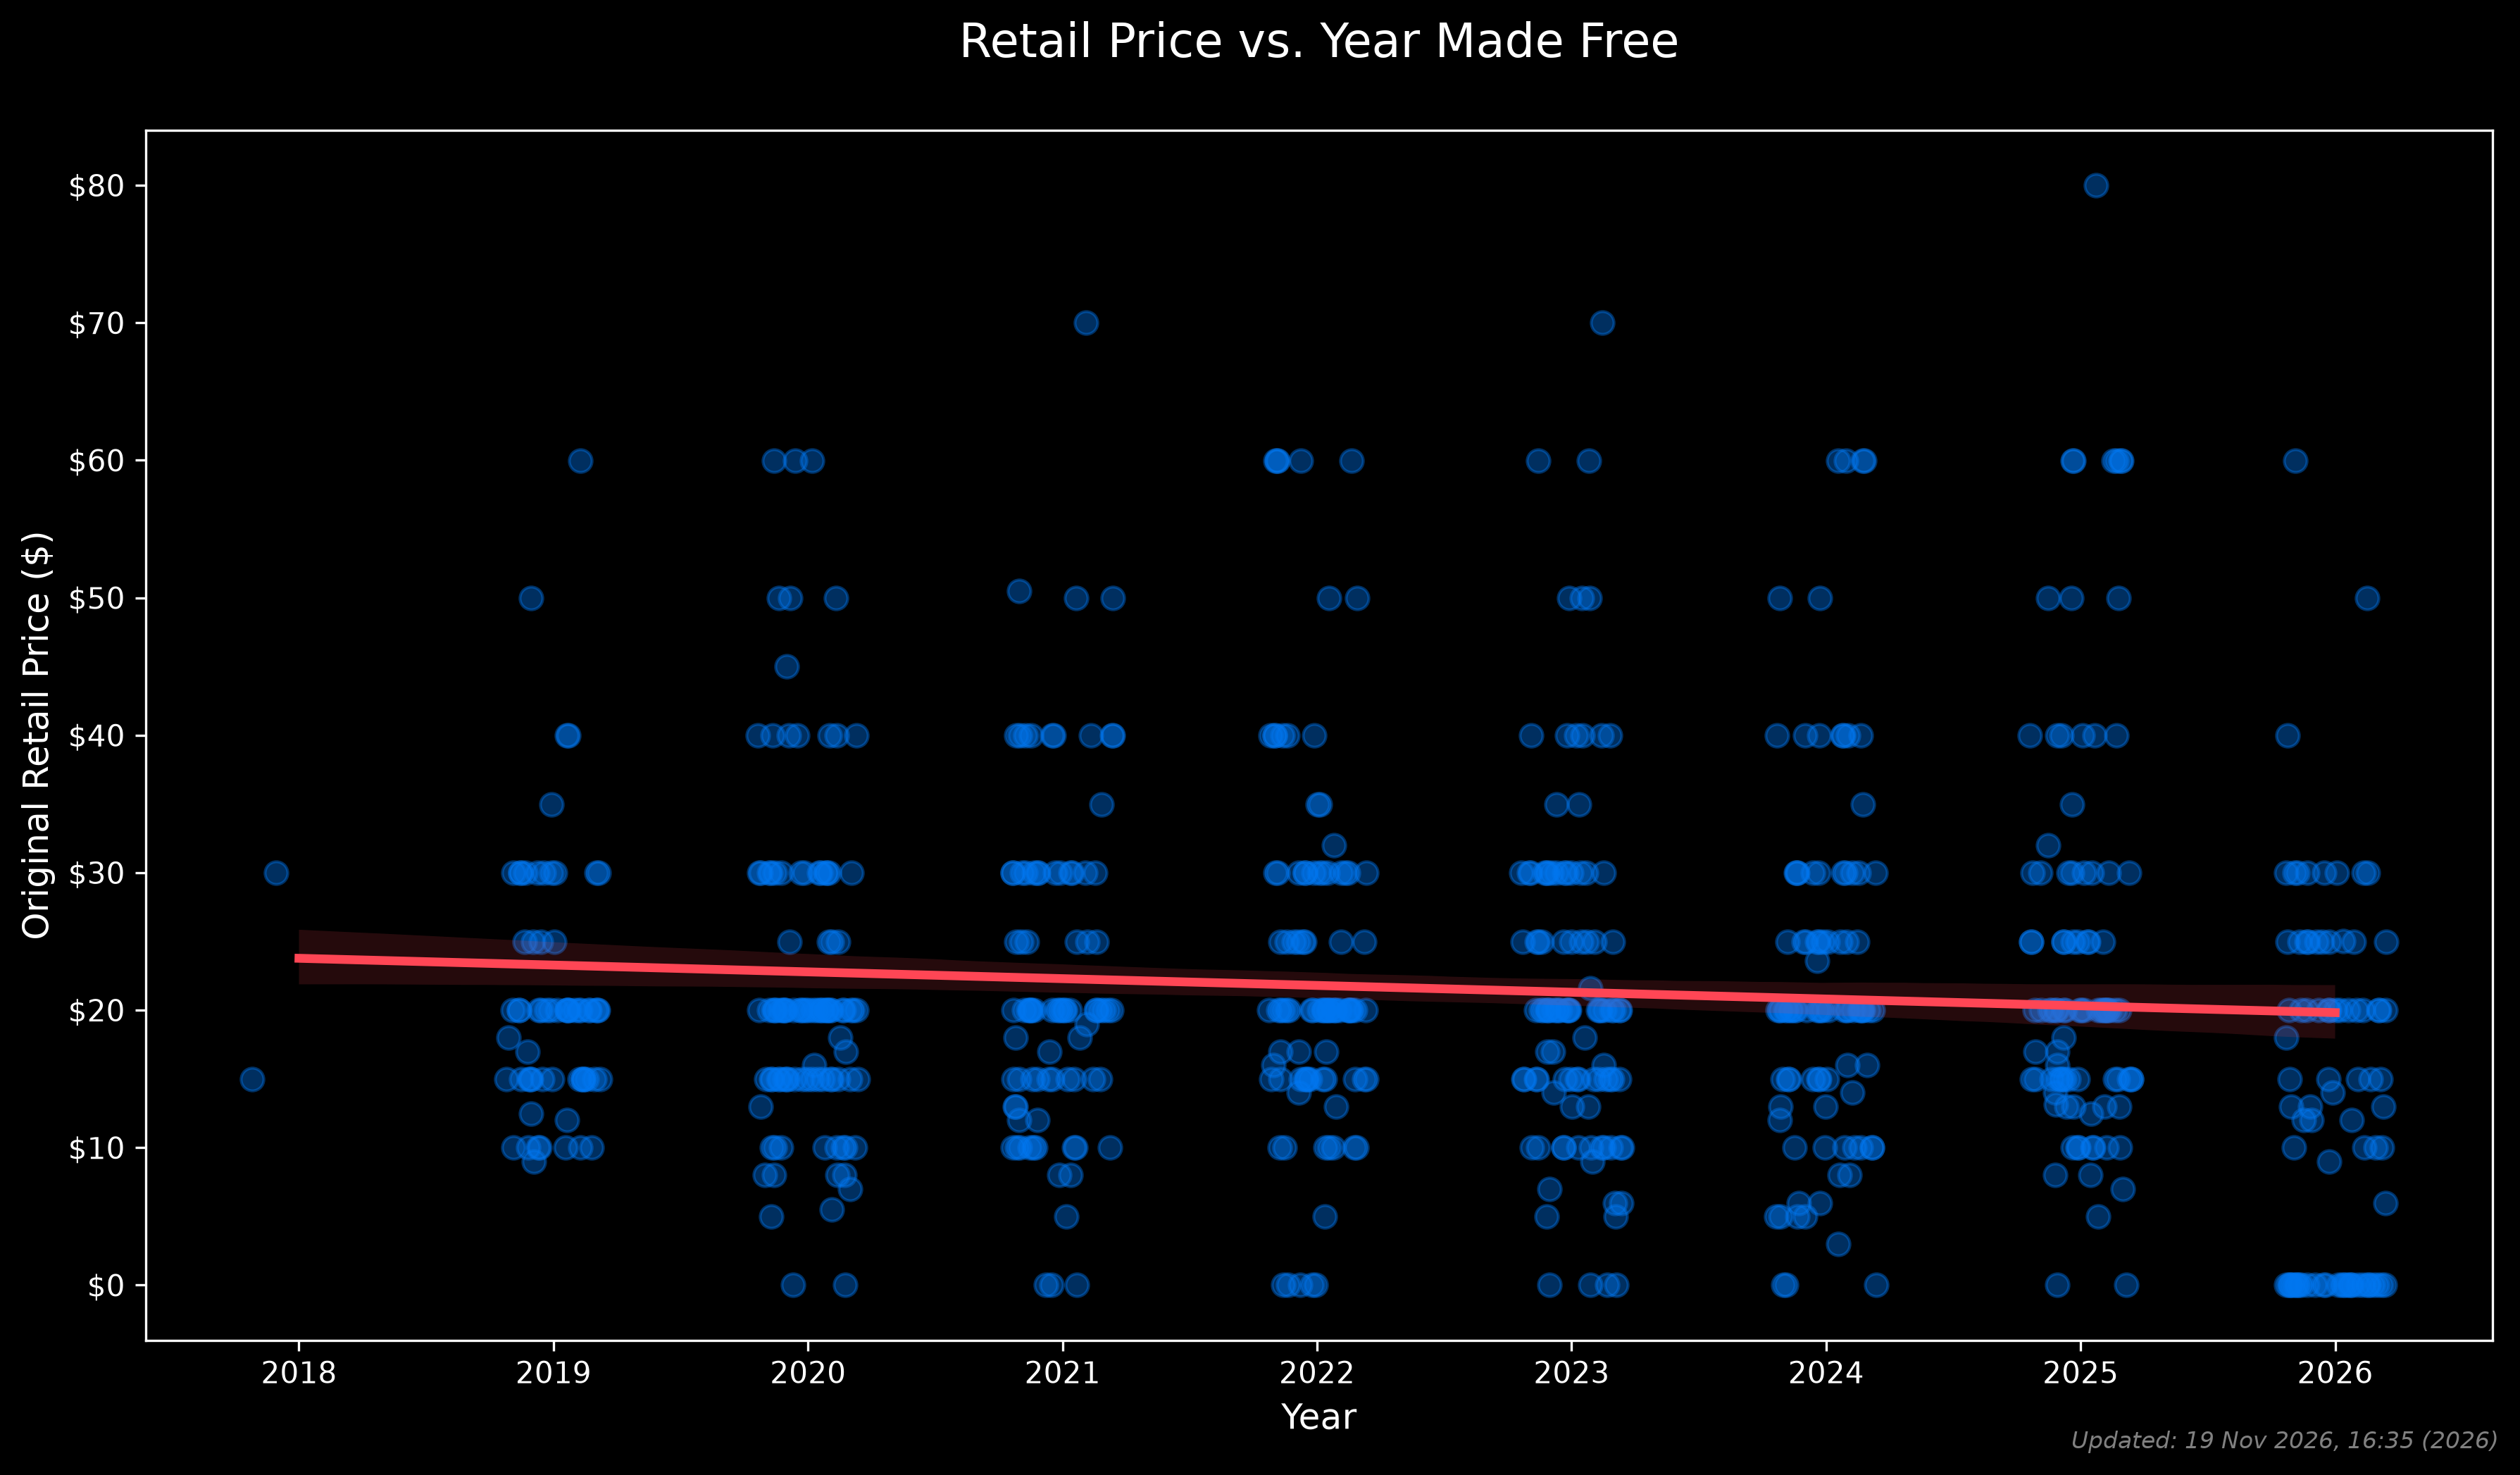 Retail Price vs. Year Made Free
Original Retail Price ($)
$80
$70
$60
$50
$40
$30
$20
$10
$0
2018 2019 2020 2021 2022 2023 2024 2025 2026
Year
Updated: 19 Nov 2026, 16:35 (2026)